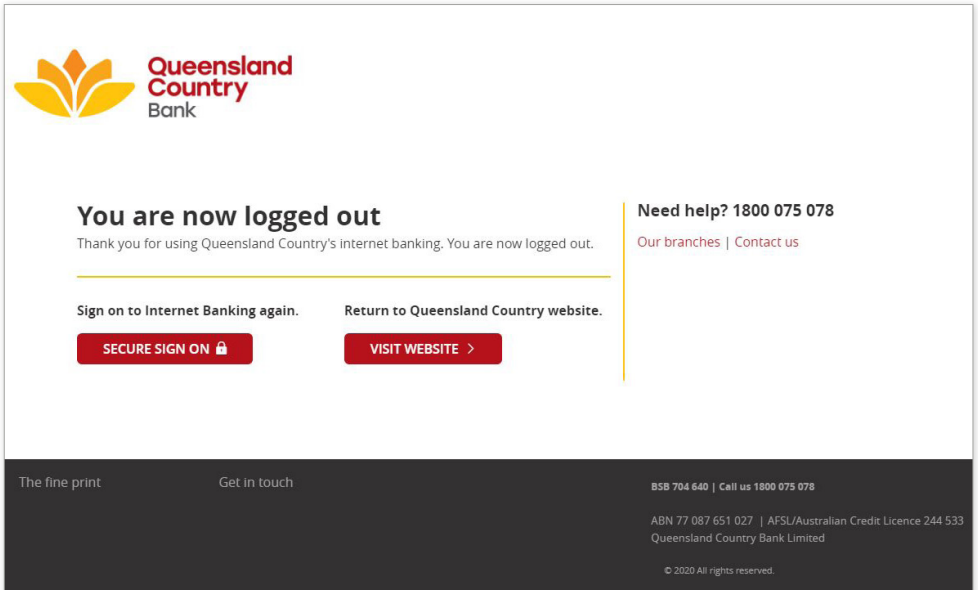 Queensland
Country
Bank
You are now logged out
Thank you for using Queensland Country's internet banking. You are now logged out.
Sign on to Internet Banking again.
SECURE SIGN ON
Return to Queensland Country website.
VISIT WEBSITE >
Need help? 1800 075 078
Our branches | Contact us
The fine print
Get in touch
BSB 704 640 | Call us 1800 075 078
ABN 77 087 651 027 | AFSL/Australian Credit Licence 244 533
Queensland Country Bank Limited
© 2020 All rights reserved.